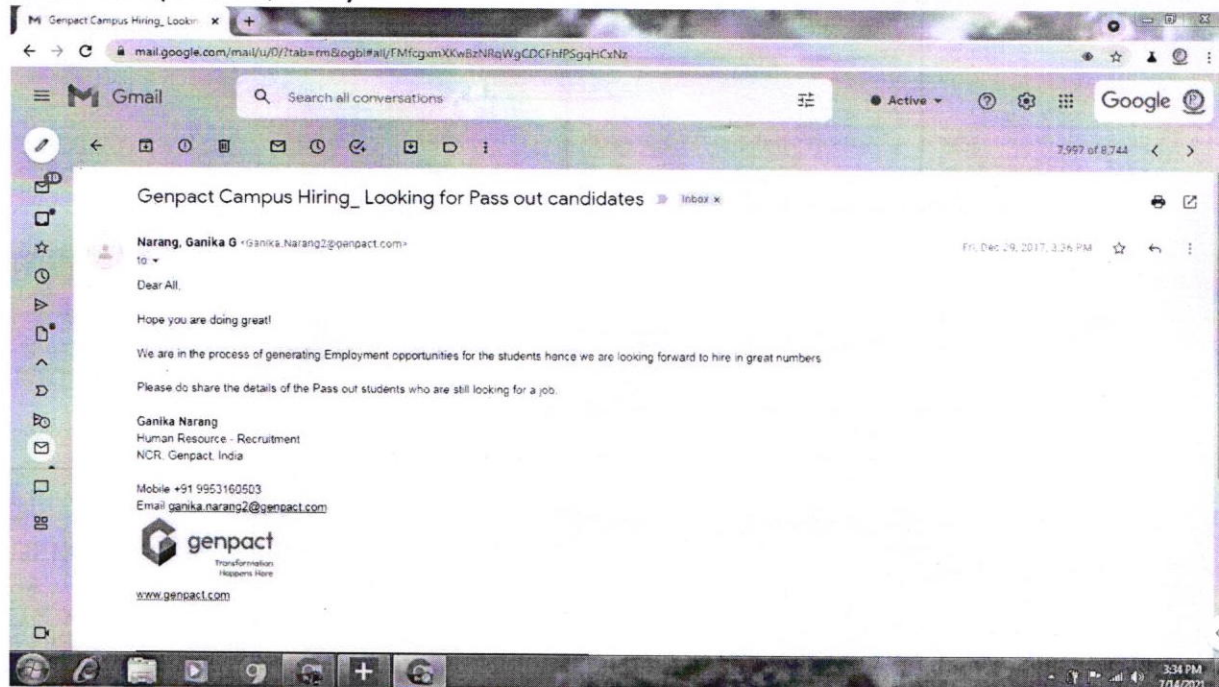 Genpact Campus Hiring_ Lookin
mail.google.com/mail/u/0/?tab=rm&ogbl#all/
Gmail
Search all conversations
Active
Google
7,997 of 8,744
Genpact Campus Hiring_ Looking for Pass out candidates
Inbox x
Narang, Ganika G <Ganika.Narang2@genpact.com>
Fri, Dec 29, 2017, 3:36 PM
to
Dear All,
Hope you are doing great!
We are in the process of generating Employment opportunities for the students hence we are looking forward to hire in great numbers
Please do share the details of the Pass out students who are still looking for a job.
Ganika Narang
Human Resource - Recruitment
NCR, Genpact, India
Mobile +91 9953160503
Email ganika.narang2@genpact.com
genpact
Transformation
Happens Here
www.genpact.com
3:34 PM
7/14/2021